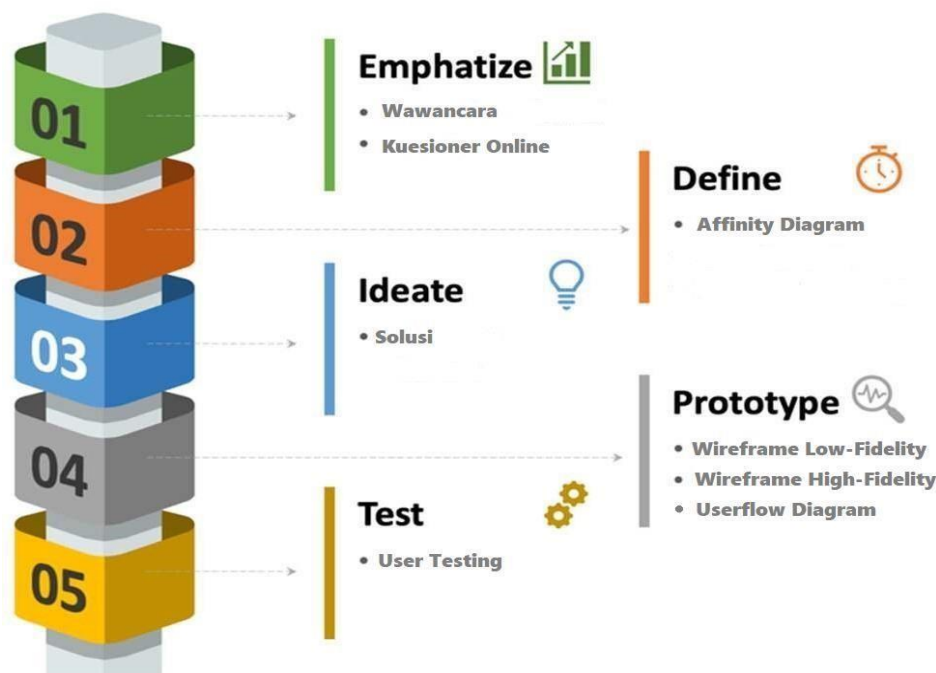 01
Emphatize
• Wawancara
• Kuesioner Online
02
Define
• Affinity Diagram
03
Ideate
• Solusi
04
Prototype
• Wireframe Low-Fidelity
• Wireframe High-Fidelity
• Userflow Diagram
05
Test
• User Testing